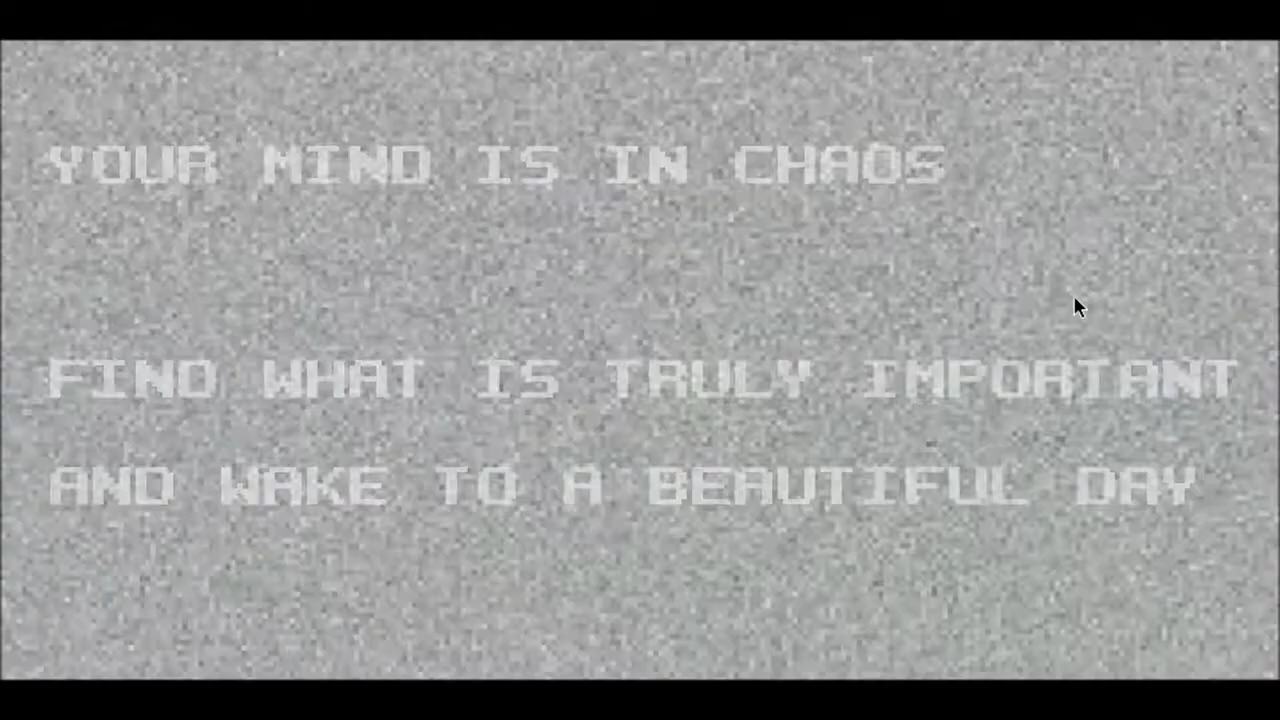 YOUR MIND IS IN CHAOS
FIND WHAT IS TRULY IMPORTANT
AND WAKE TO A BEAUTIFUL DAY